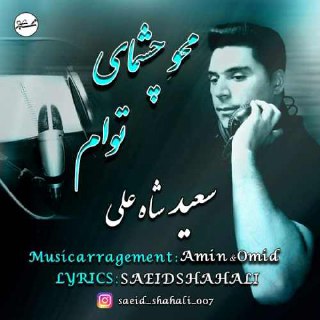 محو چشمای
توام
سعید شاه علی
Musicarragement: Amin & Omid
LYRICS: SAEIDSHAHALI
saeid_shahali_007